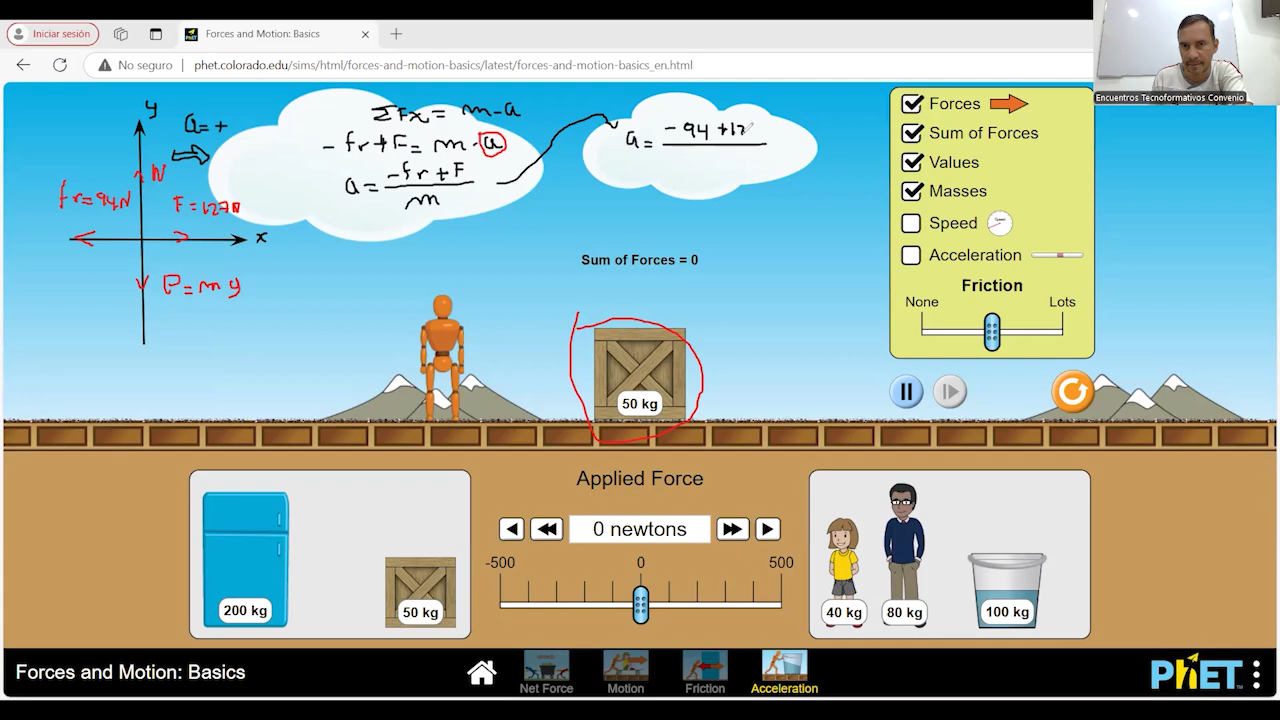 Iniciar sesión
PhET
Forces and Motion: Basics
No seguro
phet.colorado.edu/sims/html/forces-and-motion-basics/latest/forces-and-motion-basics_en.html
Encuentros Tecnoformativos Convenio
y
a=+
N
fr=94N
F=127N
x
P=mg
ΣFx = m·a
-fr+F = m·a
a = -fr+F
m
a = -94+12
Forces
Sum of Forces
Values
Masses
Speed
Speed
Acceleration
Friction
None Lots
Sum of Forces = 0
50 kg
Applied Force
0 newtons
-500 0 500
200 kg
50 kg
40 kg
80 kg
100 kg
Forces and Motion: Basics
Net Force
Motion
Friction
Acceleration
PhET